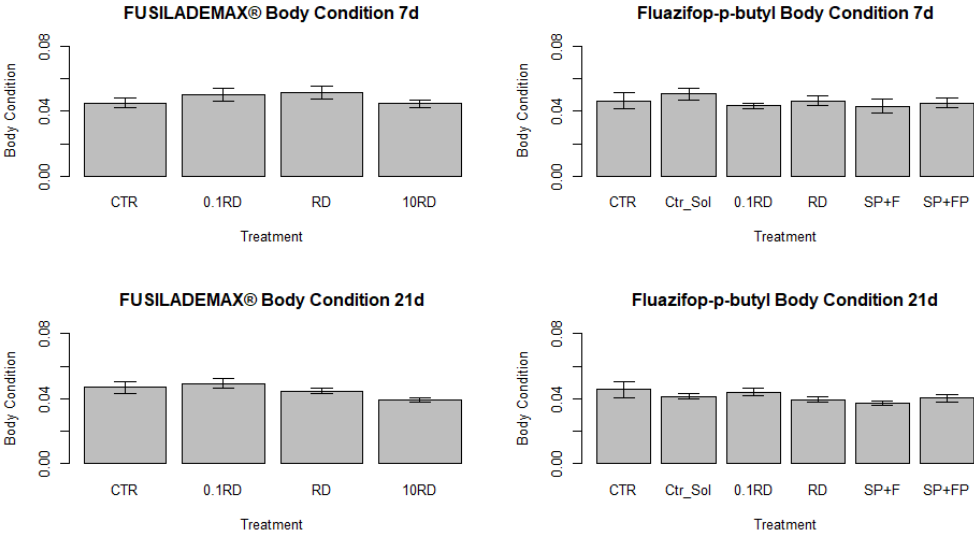 FUSILADEMAX® Body Condition 7d
Body Condition
0.00 0.04 0.08
CTR 0.1RD RD 10RD
Treatment
Fluazifop-p-butyl Body Condition 7d
Body Condition
0.00 0.04 0.08
CTR Ctr_Sol 0.1RD RD SP+F SP+FP
Treatment
FUSILADEMAX® Body Condition 21d
Body Condition
0.00 0.04 0.08
CTR 0.1RD RD 10RD
Treatment
Fluazifop-p-butyl Body Condition 21d
Body Condition
0.00 0.04 0.08
CTR Ctr_Sol 0.1RD RD SP+F SP+FP
Treatment